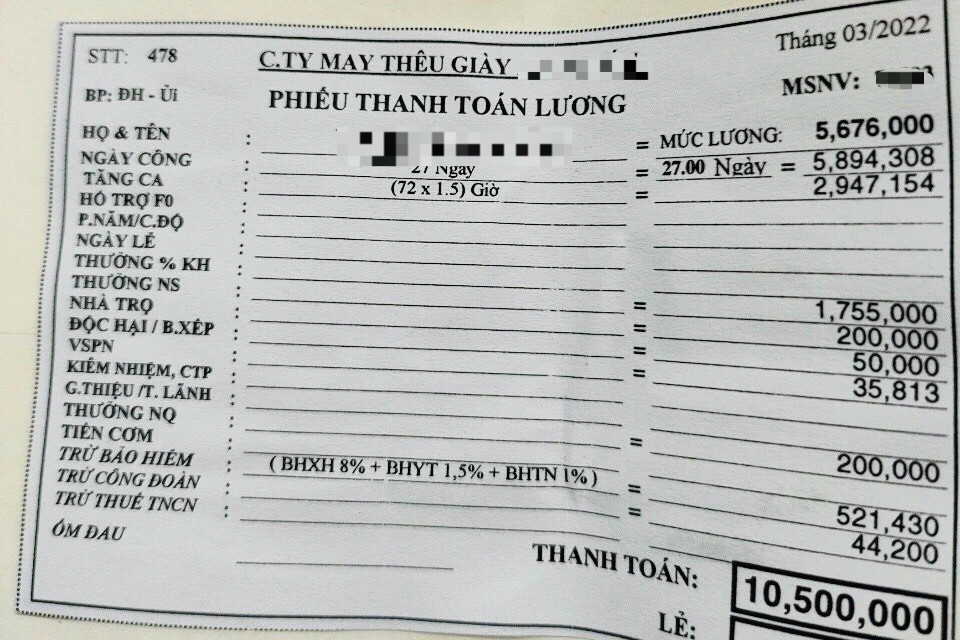 STT: 478
C.TY MAY THÊU GIÀY
Tháng 03/2022
BP: ĐH - Ủi
PHIẾU THANH TOÁN LƯƠNG
MSNV:
HỌ & TÊN : = MỨC LƯƠNG: 5,676,000
NGÀY CÔNG : 27 Ngày = 27.00 Ngày = 5,894,308
TĂNG CA : (72 x 1.5) Giờ = 2,947,154
HỖ TRỢ F0 :
P.NĂM/C.ĐỘ :
NGÀY LỄ :
THƯỞNG % KH :
THƯỞNG NS : = 1,755,000
NHÀ TRỌ : = 200,000
ĐỘC HẠI / B.XẾP : = 50,000
VSPN : = 35,813
KIÊM NHIỆM, CTP :
G.THIỆU /T. LÃNH :
THƯỞNG NQ : = 200,000
TIỀN CƠM :
TRỪ BẢO HIỂM : ( BHXH 8% + BHYT 1,5% + BHTN 1% ) = 521,430
TRỪ CÔNG ĐOÀN : = 44,200
TRỪ THUẾ TNCN :
ỐM ĐAU
THANH TOÁN: 10,500,000
LẺ: